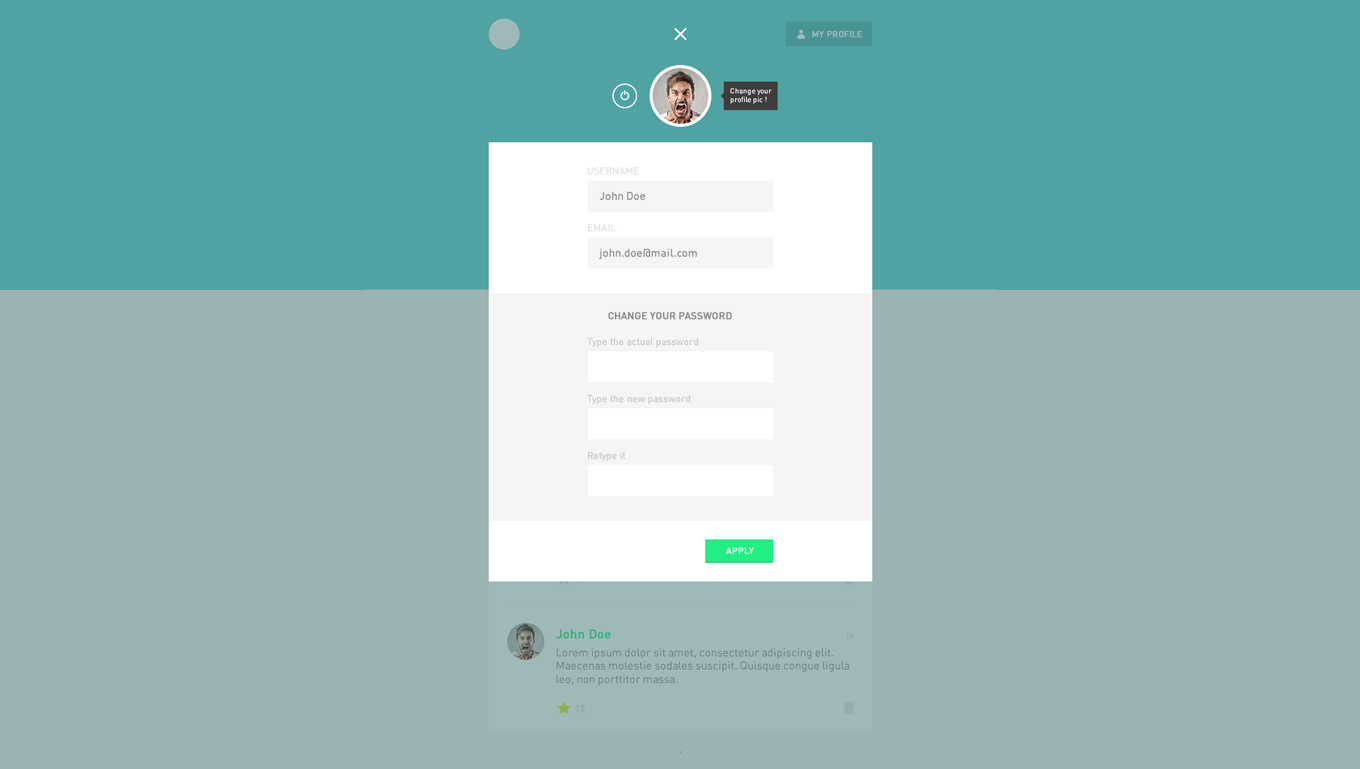 MY PROFILE
Change your
profile pic !
USERNAME
John Doe
EMAIL
john.doe@mail.com
CHANGE YOUR PASSWORD
Type the actual password
Type the new password
Retype it
APPLY
John Doe
Lorem ipsum dolor sit amet, consectetur adipiscing elit.
Maecenas molestie sodales suscipit. Quisque congue ligula
leo, non porttitor massa.
12